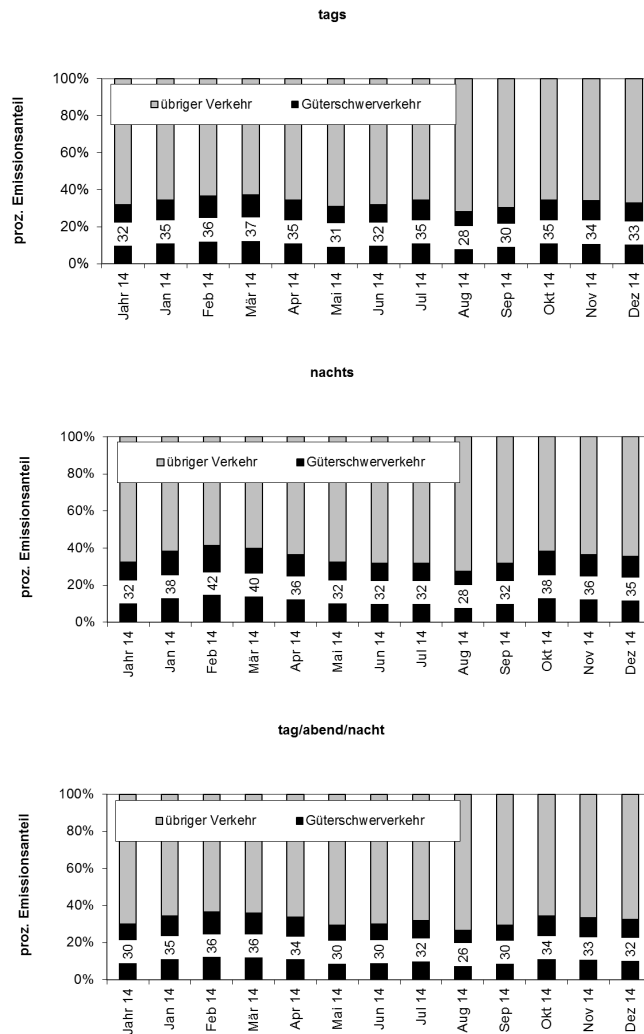 tags
proz. Emissionsanteil
100%
80%
60%
40%
20%
0%
übriger Verkehr Güterschwerverkehr
32 35 36 37 35 31 32 35 28 30 35 34 33
Jahr 14 Jan 14 Feb 14 Mär 14 Apr 14 Mai 14 Jun 14 Jul 14 Aug 14 Sep 14 Okt 14 Nov 14 Dez 14
nachts
proz. Emissionsanteil
100%
80%
60%
40%
20%
0%
übriger Verkehr Güterschwerverkehr
32 38 42 40 36 32 32 32 28 32 38 36 35
Jahr 14 Jan 14 Feb 14 Mär 14 Apr 14 Mai 14 Jun 14 Jul 14 Aug 14 Sep 14 Okt 14 Nov 14 Dez 14
tag/abend/nacht
proz. Emissionsanteil
100%
80%
60%
40%
20%
0%
übriger Verkehr Güterschwerverkehr
30 35 36 36 34 30 30 32 26 30 34 33 32
Jahr 14 Jan 14 Feb 14 Mär 14 Apr 14 Mai 14 Jun 14 Jul 14 Aug 14 Sep 14 Okt 14 Nov 14 Dez 14